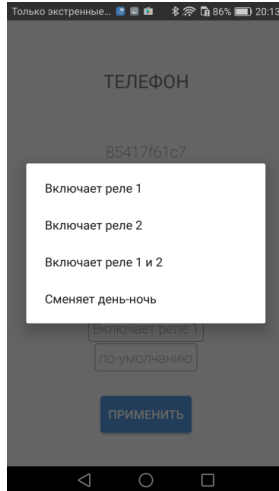 Только экстренные... 86% 20:13
ТЕЛЕФОН
85417f61c7
Включает реле 1
Включает реле 2
Включает реле 1 и 2
Сменяет день-ночь
Включает реле 1
по-умолчанию
ПРИМЕНИТЬ